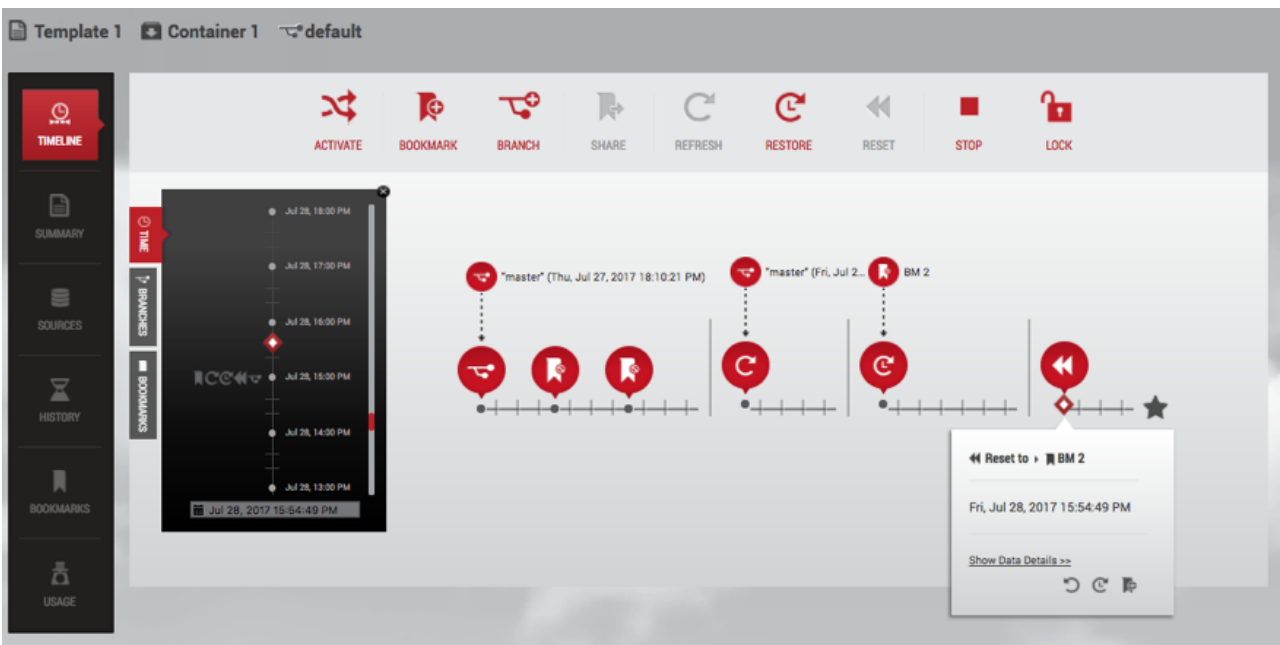 Template 1 Container 1 default
TIMELINE
SUMMARY
SOURCES
HISTORY
BOOKMARKS
USAGE
ACTIVATE BOOKMARK BRANCH SHARE REFRESH RESTORE RESET STOP LOCK
TIME
BRANCHES
BOOKMARKS
Jul 28, 18:00 PM
Jul 28, 17:00 PM
Jul 28, 16:00 PM
Jul 28, 15:00 PM
Jul 28, 14:00 PM
Jul 28, 13:00 PM
Jul 28, 2017 15:54:49 PM
"master" (Thu, Jul 27, 2017 18:10:21 PM)
"master" (Fri, Jul 2...
BM 2
Reset to BM 2
Fri, Jul 28, 2017 15:54:49 PM
Show Data Details >>